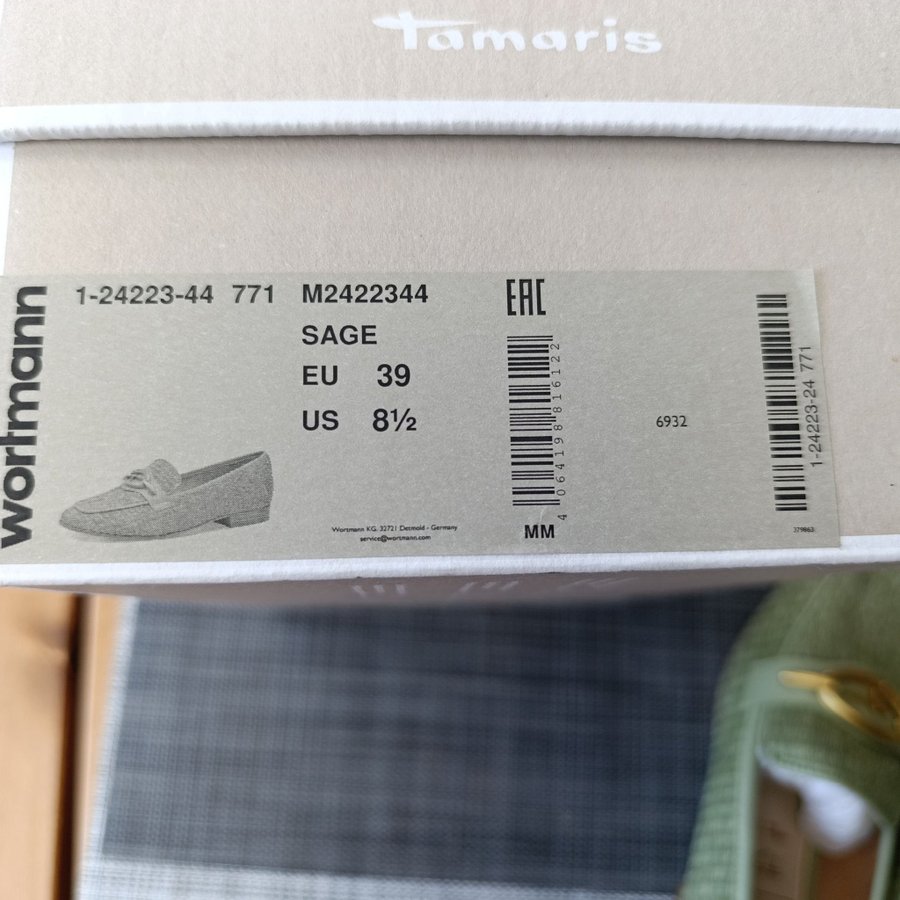 Tamaris
wortmann
1-24223-44 771
M2422344
SAGE
EU 39
US 8½
Wortmann KG, 32721 Detmold - Germany
service@wortmann.com
EAC
4 064198 816122
MM
6932
1-24223-24 771
379863